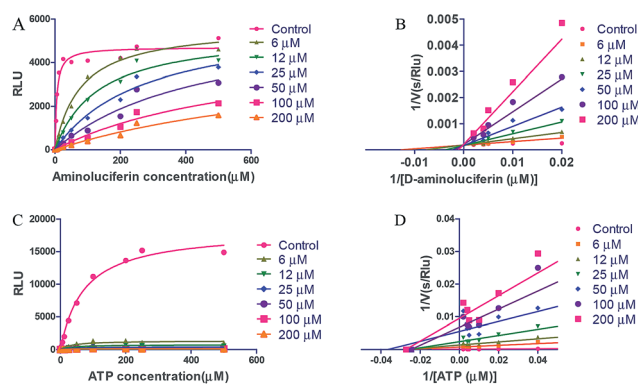 A
6000
4000
2000
0
RLU
0
200
400
600
Aminoluciferin concentration(μM)
Control
6 μM
12 μM
25 μM
50 μM
100 μM
200 μM
B
0.005
0.004
0.003
0.002
0.001
1/V(s/Rlu)
-0.01
0.00
0.01
0.02
1/[D-aminoluciferin (μM)]
Control
6 μM
12 μM
25 μM
50 μM
100 μM
200 μM
C
20000
15000
10000
5000
0
RLU
0
200
400
600
ATP concentration(μM)
Control
6 μM
12 μM
25 μM
50 μM
100 μM
200 μM
D
0.04
0.03
0.02
0.01
1/V(s/Rlu)
-0.06
-0.04
-0.02
0.00
0.02
0.04
1/[ATP (μM)]
Control
6 μM
12 μM
25 μM
50 μM
100 μM
200 μM